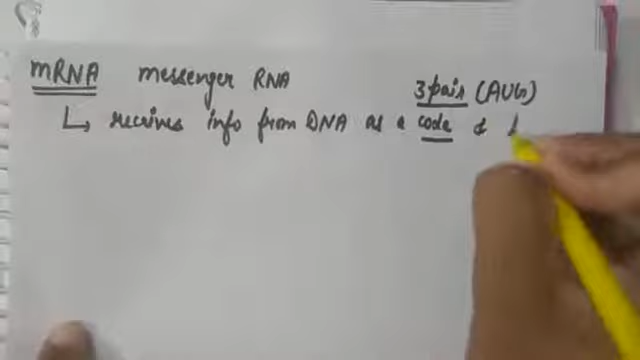 mRNA messenger RNA
3 pair (AUG)
↳ receives info from DNA as a code &